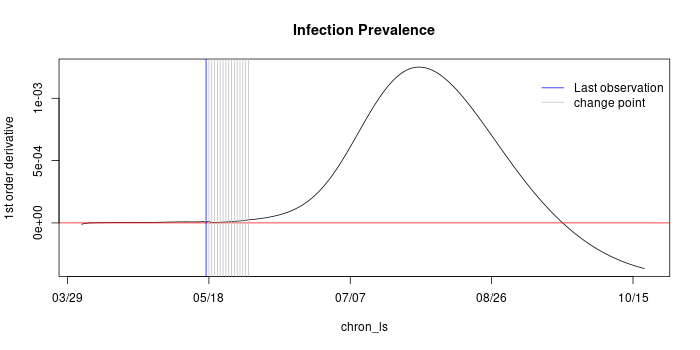 Infection Prevalence
1st order derivative
1e-03
5e-04
0e+00
Last observation
change point
03/29
05/18
07/07
08/26
10/15
chron_ls